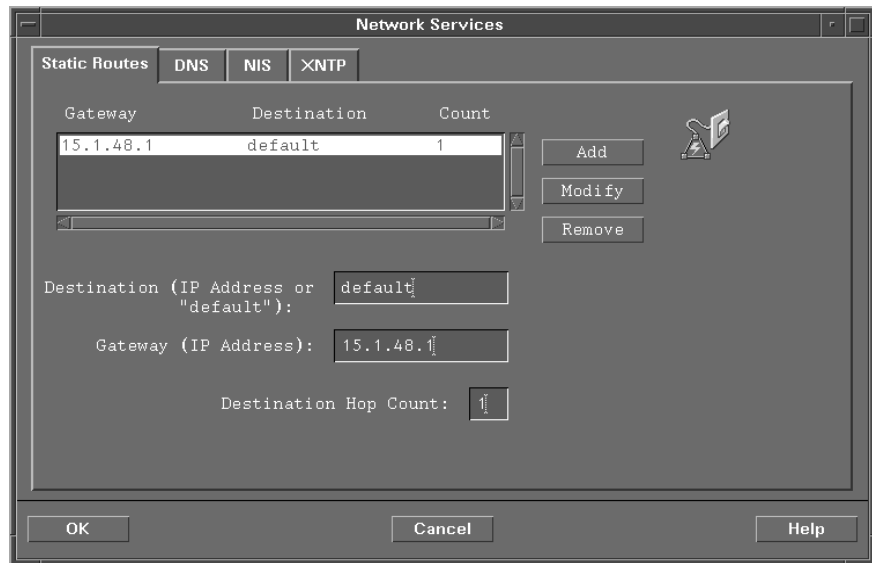 Network Services
Static Routes DNS NIS XNTP
Gateway Destination Count
15.1.48.1 default 1
Add
Modify
Remove
Destination (IP Address or default
"default"):
Gateway (IP Address): 15.1.48.1
Destination Hop Count: 1
OK Cancel Help